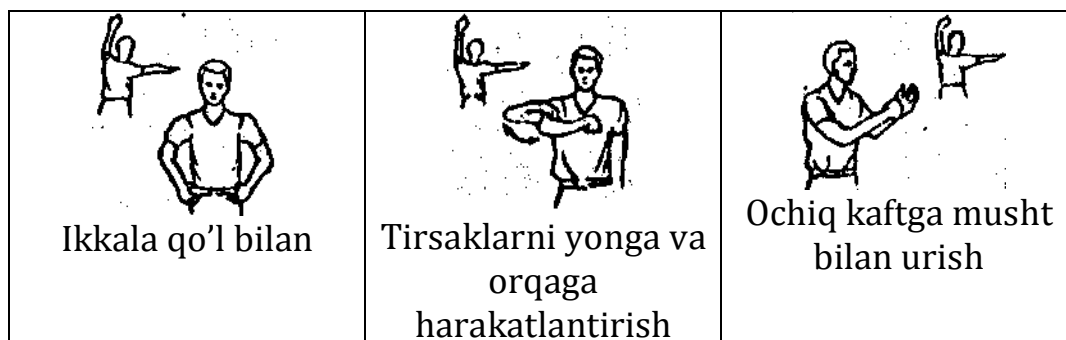 Ikkala qo’l bilan
Tirsaklarni yonga va
orqaga
harakatlantirish
Ochiq kaftga musht
bilan urish